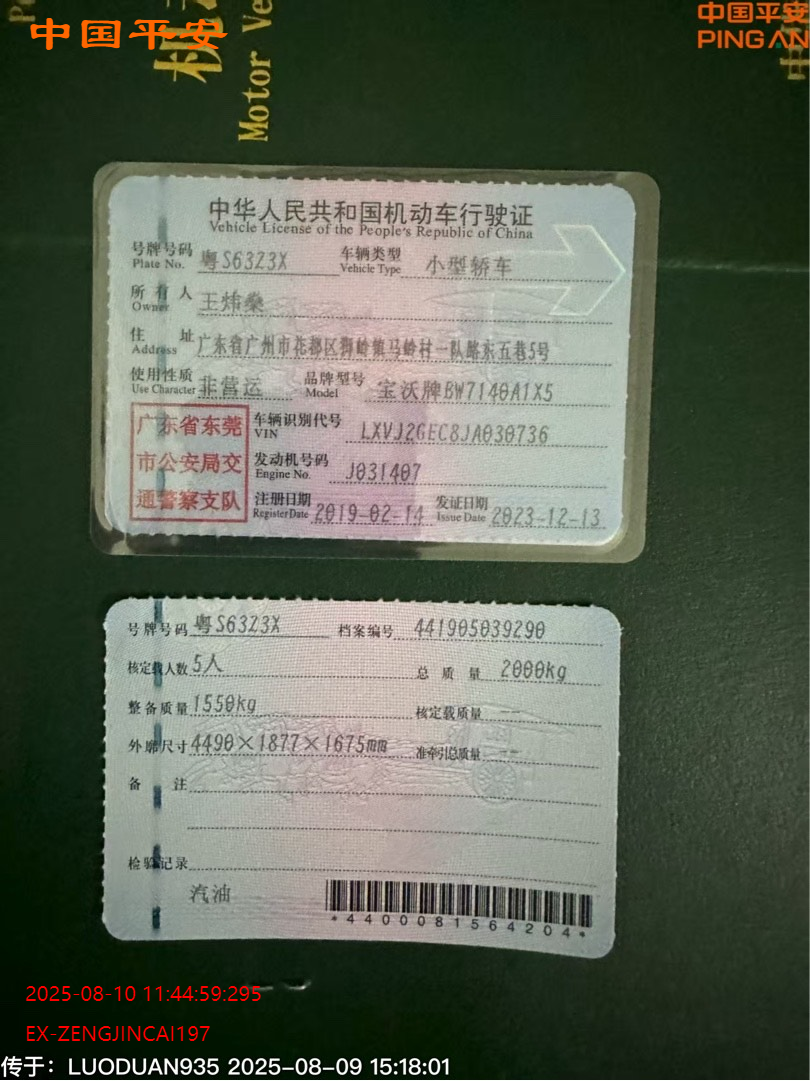 中国平安
中国平安
PING AN
机动
Motor Ve
中华人民共和国机动车行驶证
Vehicle License of the People's Republic of China
号牌号码 粤S63Z3X 车辆类型 小型轿车
Plate No. Vehicle Type
所有人 王炜燊
Owner
住址 广东省广州市花都区狮岭镇马岭村一队路东五巷5号
Address
使用性质 非营运 品牌型号 宝沃牌BW7140A1X5
Use Character Model
广东省东莞
市公安局交
通警察支队
车辆识别代号 LXVJ2GEC8JA030736
VIN
发动机号码 J031407
Engine No.
注册日期 2019-02-14 发证日期 2023-12-13
Register Date Issue Date
号牌号码 粤S63Z3X 档案编号 441905039290
核定载人数 5人 总质量 2000kg
整备质量 1550kg 核定载质量 --
外廓尺寸 4490×1877×1675mm 准牵引总质量 --
备注
检验记录
汽油
*4400081564204*
2025-08-10 11:44:59:295
EX-ZENGJINCAI197
传于：LUODUAN935 2025-08-09 15:18:01